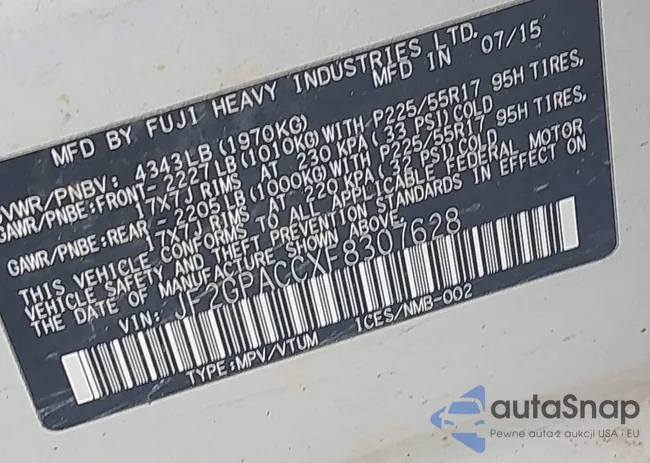 MFD BY FUJI HEAVY INDUSTRIES LTD.
MFD IN 07/15
GVWR/PNBV: 4343LB(1970KG)
GAWR/PNBE:FRONT-2227LB(1010KG)WITH/P225/55R17 95H TIRES,
17X7J RIMS AT 230 KPA(33 PSI)COLD
GAWR/PNBE:REAR -2205LB(1000KG)WITH/P225/55R17 95H TIRES,
17X7J RIMS AT 220 KPA(32 PSI)COLD
THIS VEHICLE CONFORMS TO ALL APPLICABLE FEDERAL MOTOR
VEHICLE SAFETY AND THEFT PREVENTION STANDARDS IN EFFECT ON
THE DATE OF MANUFACTURE SHOWN ABOVE.
VIN: JF2GPACCXF8307628
TYPE:MPV/VTUM ICES/NMB-002
autaSnap
Pewne auta z aukcji USA i EU